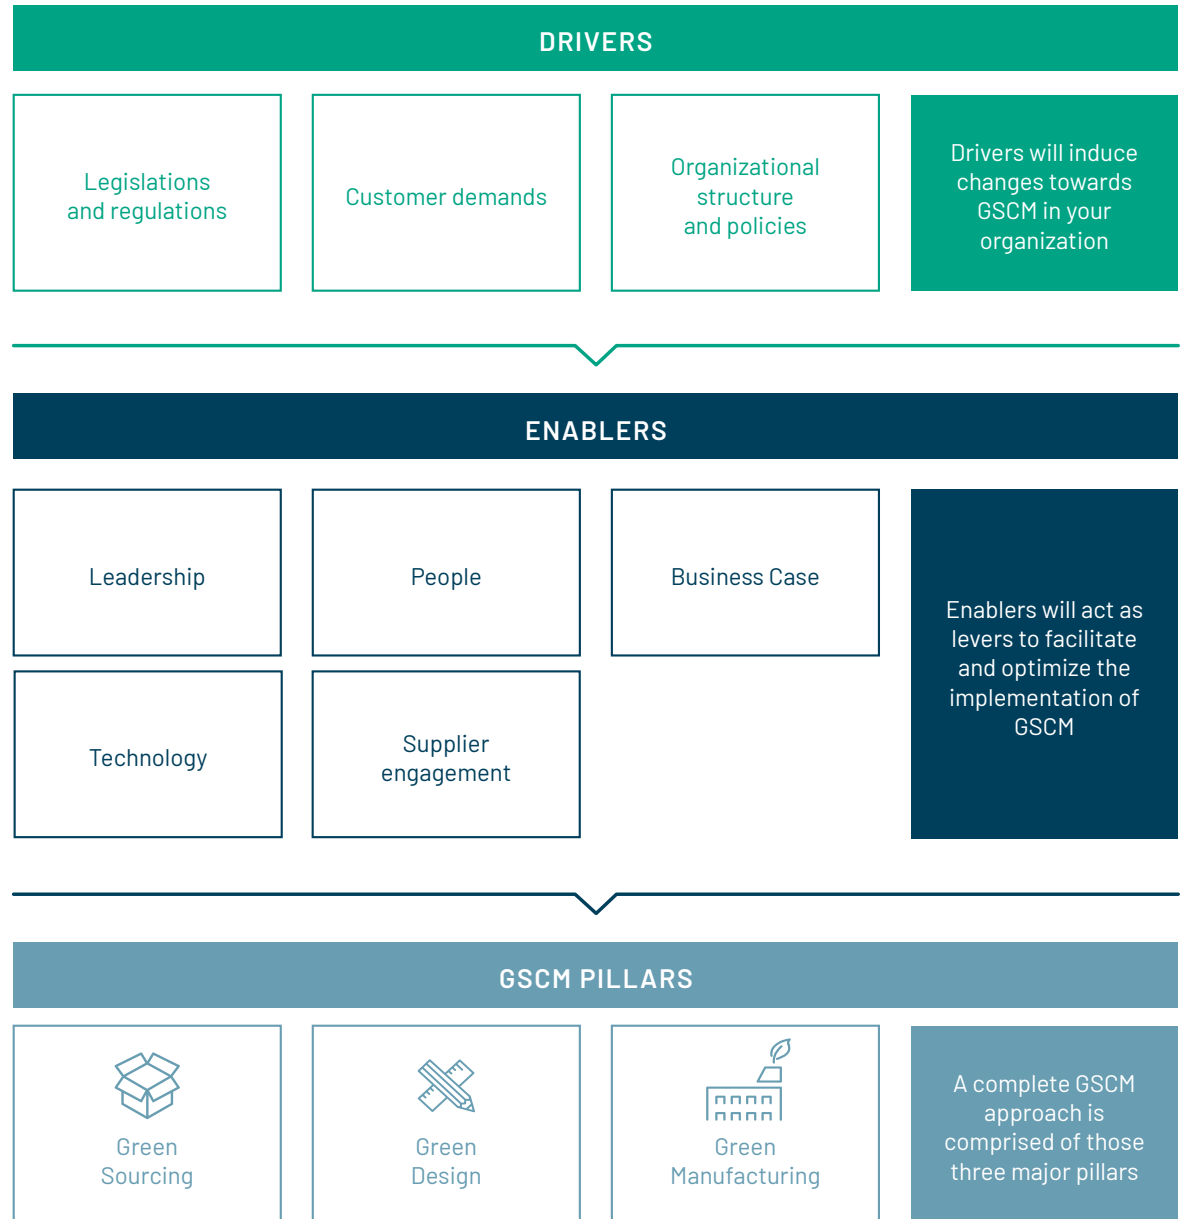 DRIVERS
Legislations
and regulations
Customer demands
Organizational
structure
and policies
Drivers will induce
changes towards
GSCM in your
organization
ENABLERS
Leadership
People
Business Case
Technology
Supplier
engagement
Enablers will act as
levers to facilitate
and optimize the
implementation of
GSCM
GSCM PILLARS
Green
Sourcing
Green
Design
Green
Manufacturing
A complete GSCM
approach is
comprised of those
three major pillars